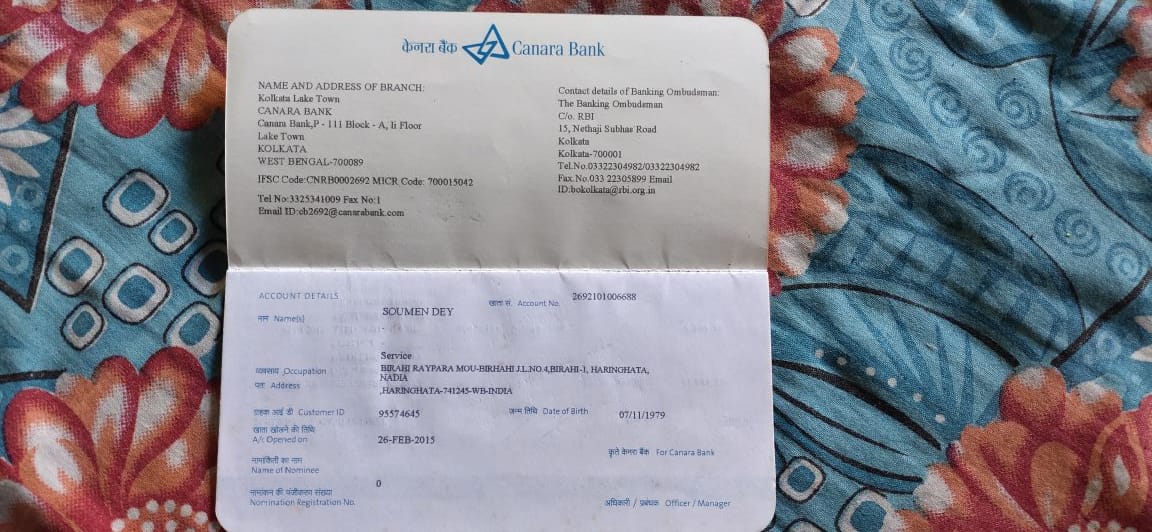 केनरा बैंक Canara Bank
NAME AND ADDRESS OF BRANCH:
Kolkata Lake Town
CANARA BANK
Canara Bank,P - 111 Block - A, Ii Floor
Lake Town
KOLKATA
WEST BENGAL-700089
IFSC Code:CNRB0002692 MICR Code: 700015042
Tel No:3325341009 Fax No:1
Email ID:cb2692@canarabank.com
Contact details of Banking Ombudsman:
The Banking Ombudsman
C/o. RBI
15, Nethaji Subhas Road
Kolkata
Kolkata-700001
Tel.No.03322304982/03322304982
Fax.No.033 22305899 Email
ID:bokolkata@rbi.org.in
ACCOUNT DETAILS
खाता सं. Account No. 2692101006688
नाम Name(s) SOUMEN DEY
Service
व्यवसाय Occupation BIRAHI RAYPARA MOU-BIRHAHI J.L.NO.4,BIRAHI-1, HARINGHATA,
NADIA
पता Address ,HARINGHATA-741245-WB-INDIA
ग्राहक आई डी Customer ID 95574645 जन्म तिथि Date of Birth 07/11/1979
खाता खोलने की तिथि
A/c Opened on 26-FEB-2015
कृते केनरा बैंक For Canara Bank
नामांकिती का नाम
Name of Nominee
0
नामांकन की पंजीकरण संख्या
Nomination Registration No.
अधिकारी / प्रबंधक Officer / Manager